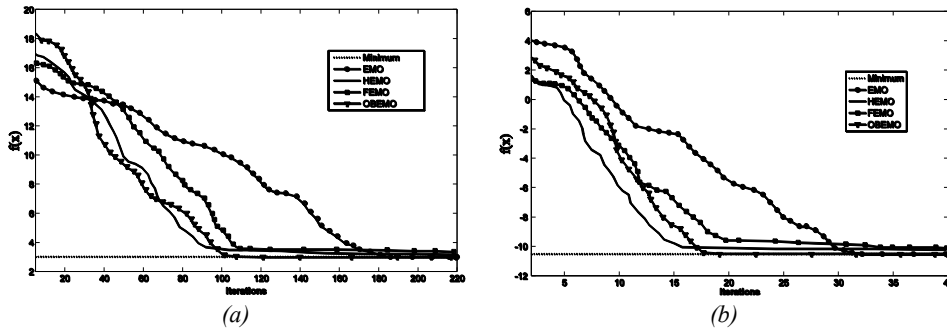 20
18
16
14
12
10
8
6
4
2
f(x)
Minimum
EMO
HEMO
FEMO
OBEMO
20 40 60 80 100 120 140 160 180 200 220
Iterations
(a)
6
4
2
0
-2
-4
-6
-8
-10
-12
f(x)
Minimum
EMO
HEMO
FEMO
OBEMO
5 10 15 20 25 30 35 40
Iterations
(b)